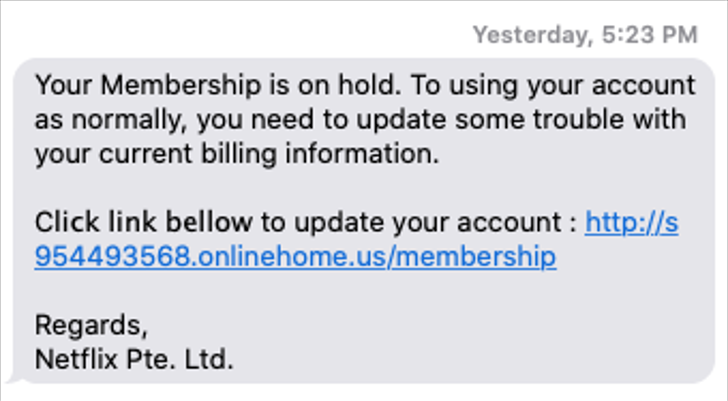 Yesterday, 5:23 PM
Your Membership is on hold. To using your account
as normally, you need to update some trouble with
your current billing information.
Click link bellow to update your account : http://s
954493568.onlinehome.us/membership
Regards,
Netflix Pte. Ltd.